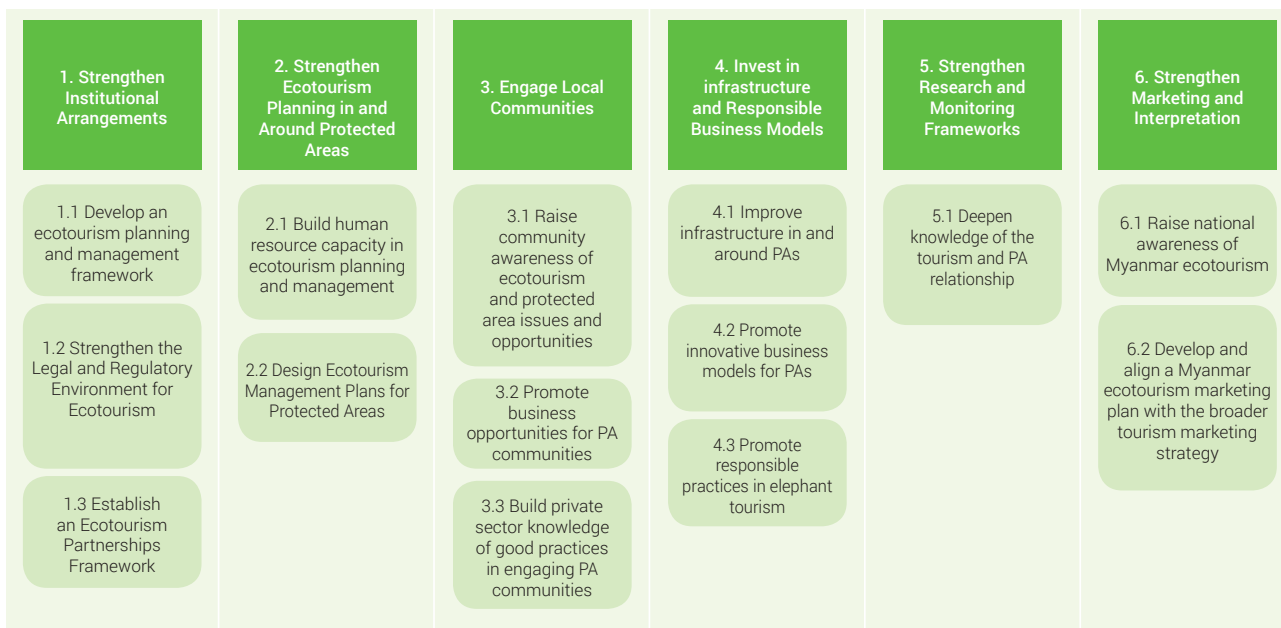 1. Strengthen
Institutional
Arrangements
1.1 Develop an
ecotourism planning
and management
framework
1.2 Strengthen the
Legal and Regulatory
Environment for
Ecotourism
1.3 Establish
an Ecotourism
Partnerships
Framework
2. Strengthen
Ecotourism
Planning in and
Around Protected
Areas
2.1 Build human
resource capacity in
ecotourism planning
and management
2.2 Design Ecotourism
Management Plans for
Protected Areas
3. Engage Local
Communities
3.1 Raise
community
awareness of
ecotourism
and protected
area issues and
opportunities
3.2 Promote
business
opportunities for PA
communities
3.3 Build private
sector knowledge
of good practices
in engaging PA
communities
4. Invest in
infrastructure
and Responsible
Business Models
4.1 Improve
infrastructure in and
around PAs
4.2 Promote
innovative business
models for PAs
4.3 Promote
responsible
practices in elephant
tourism
5. Strengthen
Research and
Monitoring
Frameworks
5.1 Deepen
knowledge of the
tourism and PA
relationship
6. Strengthen
Marketing and
Interpretation
6.1 Raise national
awareness of
Myanmar ecotourism
6.2 Develop and
align a Myanmar
ecotourism marketing
plan with the broader
tourism marketing
strategy